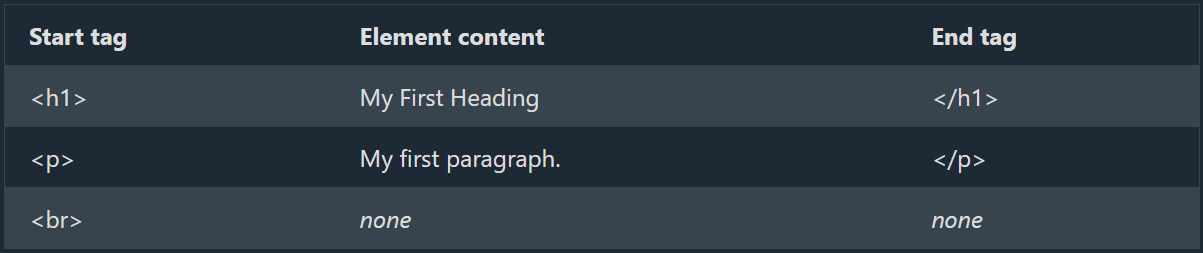 Start tag Element content End tag
<h1> My First Heading </h1>
<p> My first paragraph. </p>
<br> none none